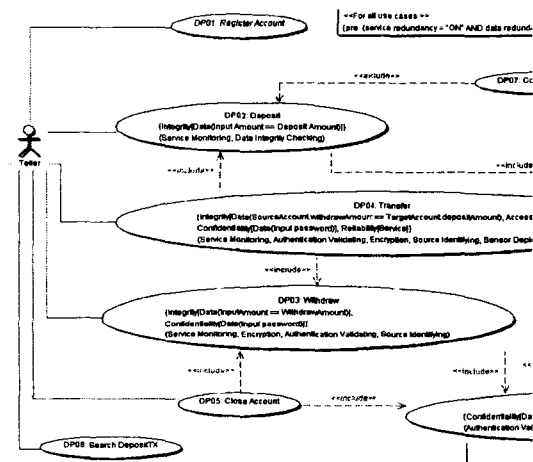 <<For all use cases >>
{pre (service redundancy = "ON" AND data redund-
DP01: Register Account
<<include>>
DP07: Co
DP02: Deposit
{Integrity[Data(Input Amount == Deposit Amount)]}
(Service Monitoring, Data Integrity Checking)
Teller
<<include>>
<<include
DP04: Transfer
{Integrity[Data(SourceAccount.withdrawAmount == TargetAccount.depositAmount), Access
Confidentiality[Data(Input password)], Reliability[Service]}
(Service Monitoring, Authentication Validating, Encryption, Source Identifying, Sensor Deplo
<<include>>
DP03: Withdraw
{Integrity[Data(InputAmount == WithdrawAmount)],
Confidentiality[Data(Input password)]}
(Service Monitoring, Encryption, Authentication Validating, Source Identifying)
<<include>>
<<include>>
<<
DP05: Close Account
<<include>>
{Confidentiality[Da
(Authentication Val
DP08: Search DepositTX